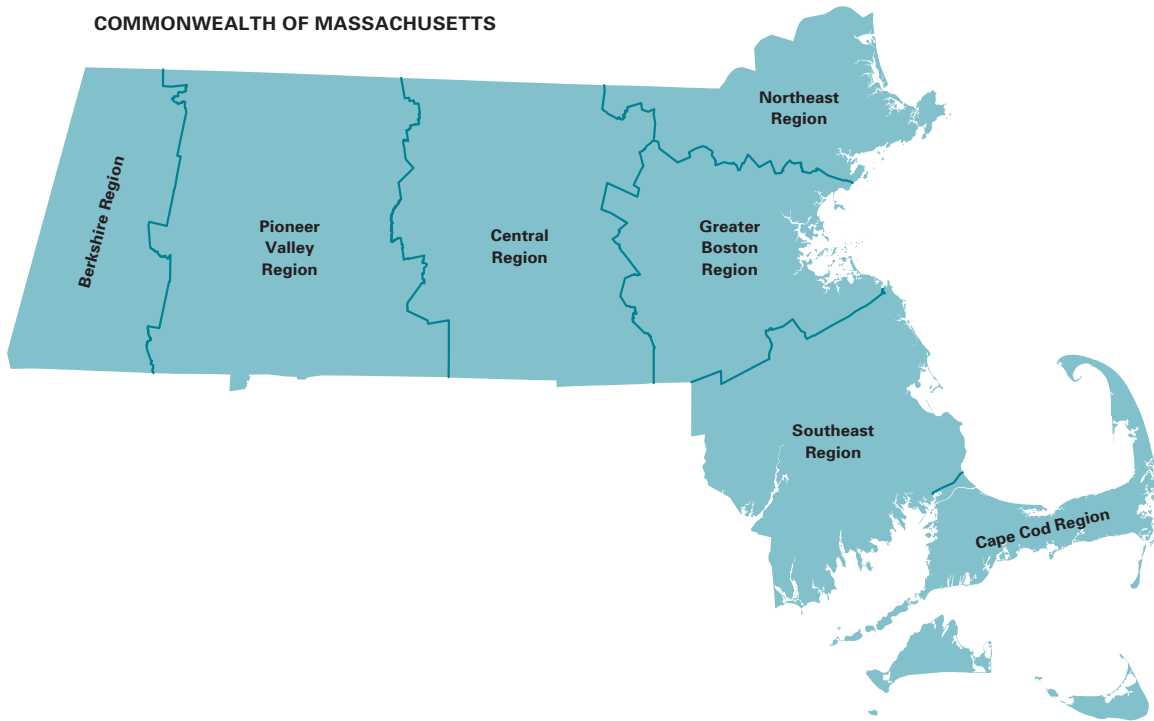 COMMONWEALTH OF MASSACHUSETTS
Northeast
Region
Berkshire Region
Pioneer
Valley
Region
Central
Region
Greater
Boston
Region
Southeast
Region
Cape Cod Region